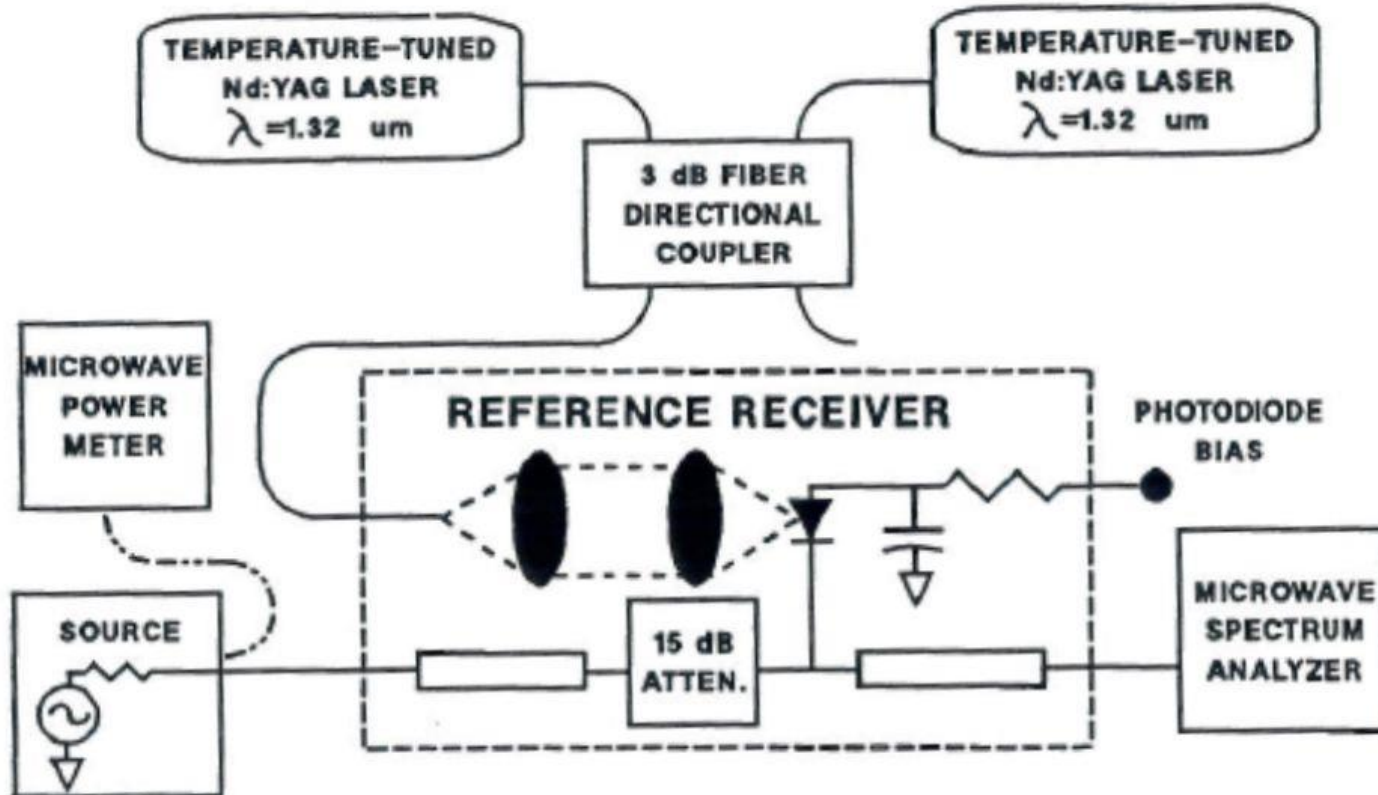 TEMPERATURE-TUNED
Nd:YAG LASER
λ=1.32 um
TEMPERATURE-TUNED
Nd:YAG LASER
λ=1.32 um
3 dB FIBER
DIRECTIONAL
COUPLER
MICROWAVE
POWER
METER
REFERENCE RECEIVER
PHOTODIODE
BIAS
SOURCE
15 dB
ATTEN.
MICROWAVE
SPECTRUM
ANALYZER